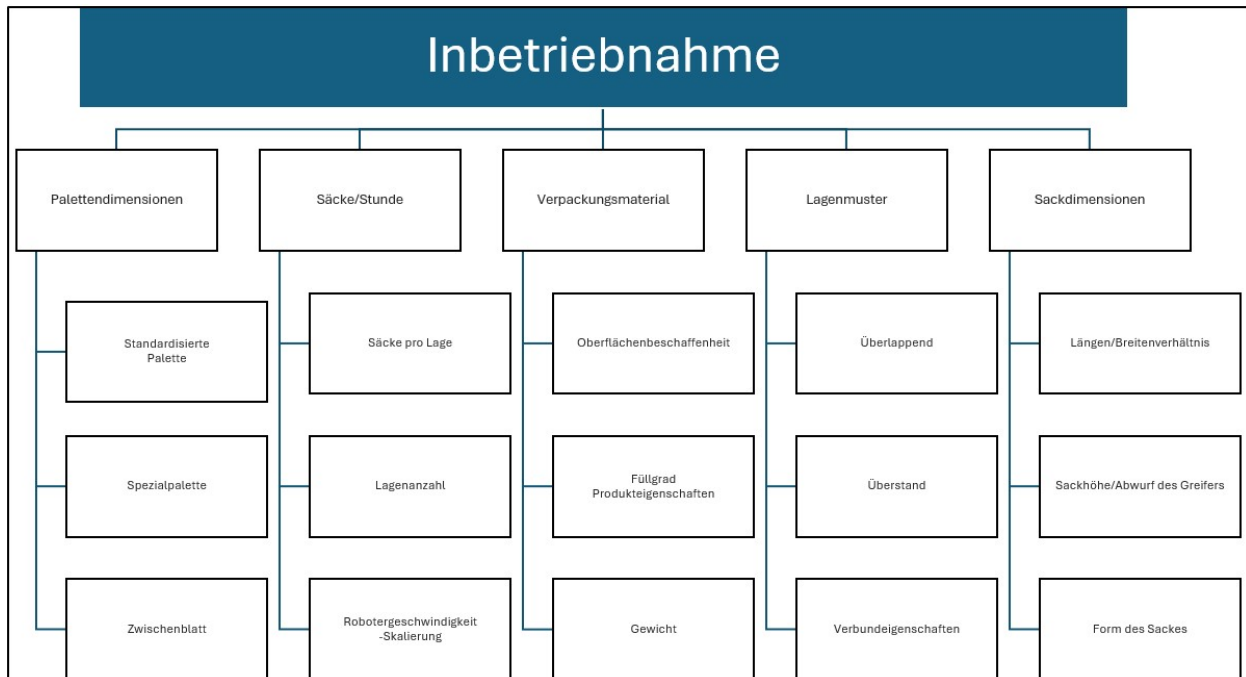 Inbetriebnahme
Palettendimensionen
Säcke/Stunde
Verpackungsmaterial
Lagenmuster
Sackdimensionen
Standardisierte
Palette
Säcke pro Lage
Oberflächenbeschaffenheit
Überlappend
Längen/Breitenverhältnis
Spezialpalette
Lagenanzahl
Füllgrad
Produkteigenschaften
Überstand
Sackhöhe/Abwurf des Greifers
Zwischenblatt
Robotergeschwindigkeit
-Skalierung
Gewicht
Verbundeigenschaften
Form des Sackes